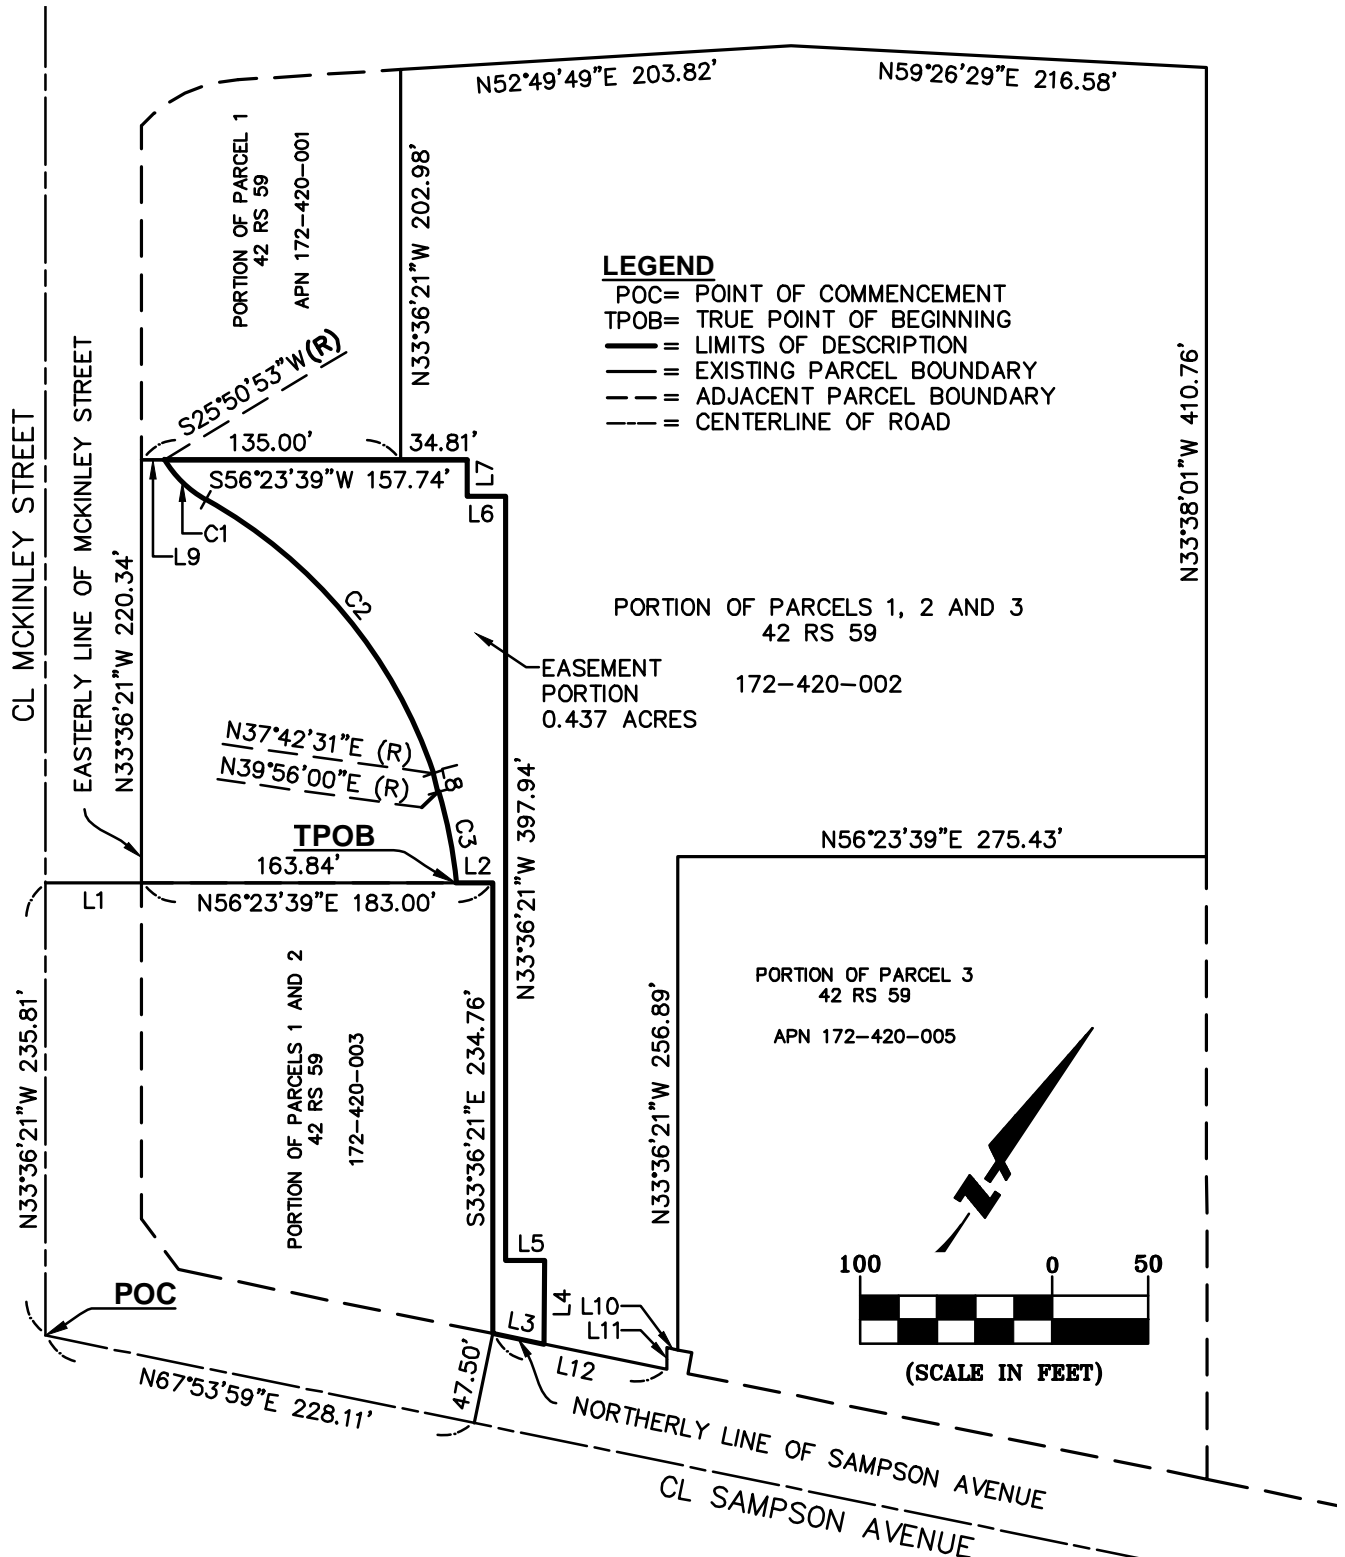 N52°49'49"E 203.82'
N59°26'29"E 216.58'
PORTION OF PARCEL 1
42 RS 59
APN 172-420-001
N33°36'21"W 202.98'
LEGEND
POC= POINT OF COMMENCEMENT
TPOB= TRUE POINT OF BEGINNING
= LIMITS OF DESCRIPTION
= EXISTING PARCEL BOUNDARY
= ADJACENT PARCEL BOUNDARY
= CENTERLINE OF ROAD
N33°38'01"W 410.76'
S25°50'53"W(R)
135.00'
34.81'
S56°23'39"W 157.74'
L7
L6
C1
L9
CL MCKINLEY STREET
EASTERLY LINE OF MCKINLEY STREET
N33°36'21"W 220.34'
C2
PORTION OF PARCELS 1, 2 AND 3
42 RS 59
172-420-002
EASEMENT
PORTION
0.437 ACRES
N37°42'31"E (R)
N39°56'00"E (R)
L8
C3
N33°36'21"W 397.94'
TPOB
163.84'
L2
L1
N56°23'39"E 183.00'
N56°23'39"E 275.43'
N33°36'21"W 235.81'
PORTION OF PARCELS 1 AND 2
42 RS 59
172-420-003
S33°36'21"E 234.76'
N33°36'21"W 256.89'
PORTION OF PARCEL 3
42 RS 59
APN 172-420-005
N
L5
L4
L3
L10
L11
L12
POC
47.50'
N67°53'59"E 228.11'
100 0 50
(SCALE IN FEET)
NORTHERLY LINE OF SAMPSON AVENUE
CL SAMPSON AVENUE